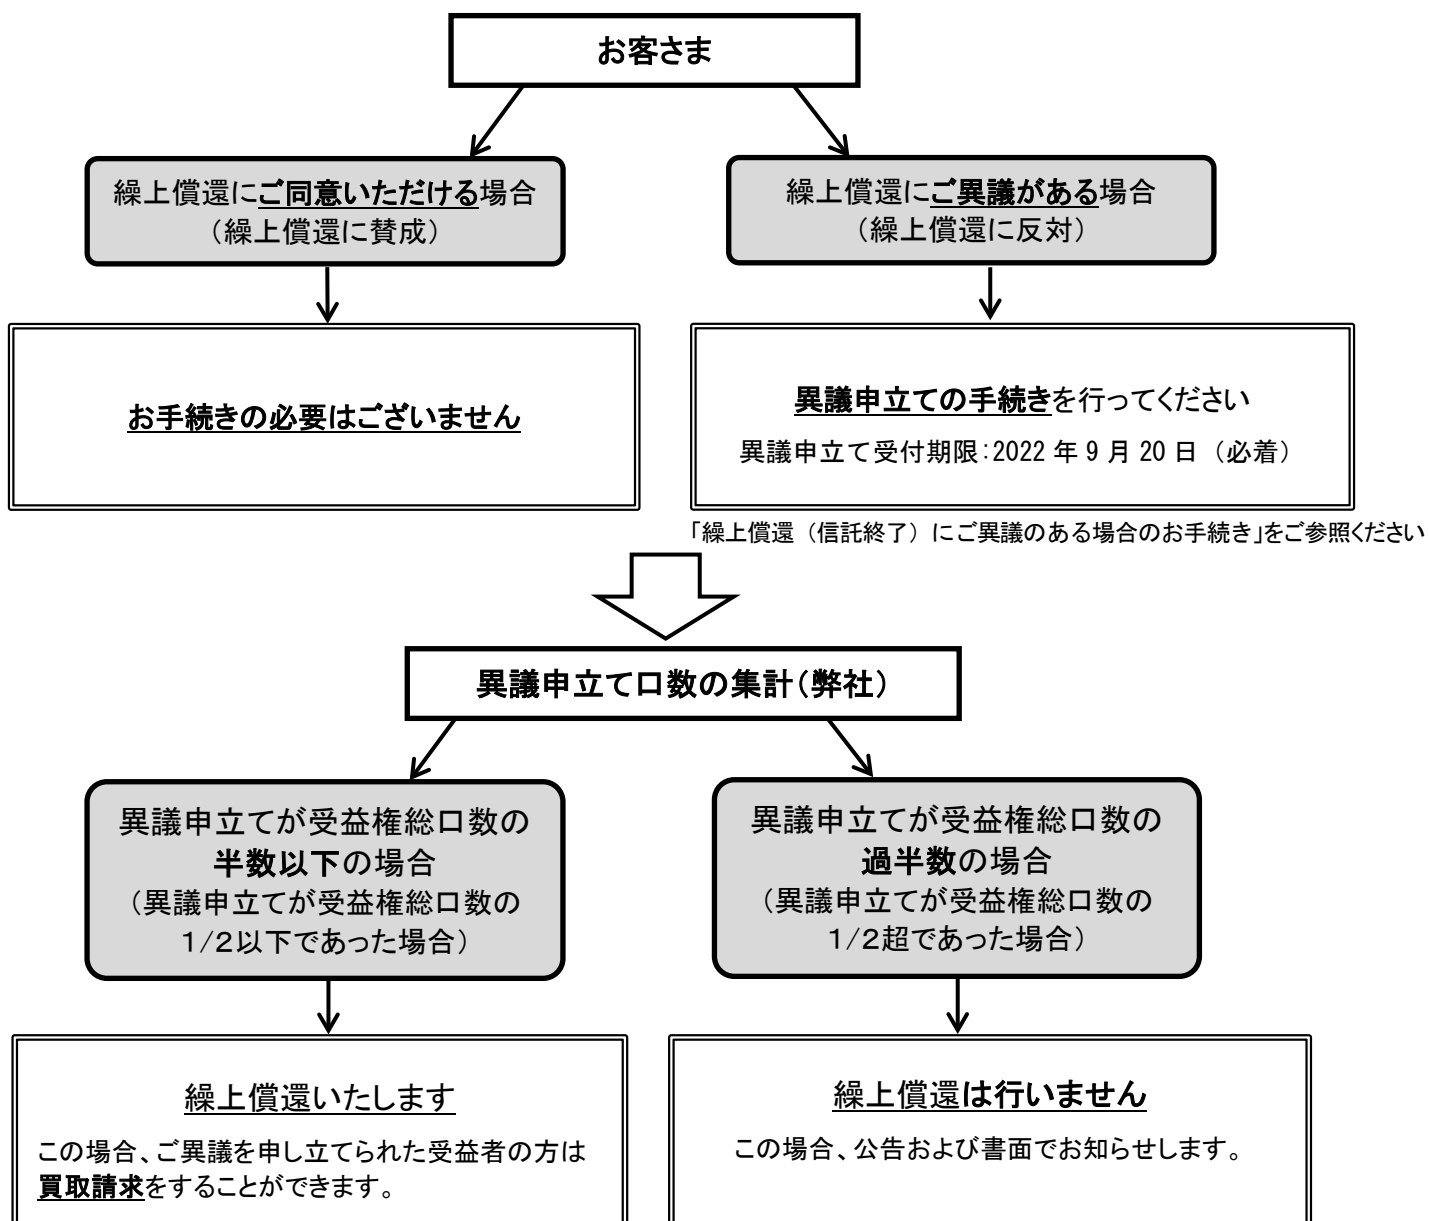 お客さま
繰上償還にご同意いただける場合
（繰上償還に賛成）
繰上償還にご異議がある場合
（繰上償還に反対）
お手続きの必要はございません
異議申立ての手続きを行ってください
異議申立て受付期限：2022 年 9 月 20 日 （必着）
「繰上償還（信託終了）にご異議のある場合のお手続き」をご参照ください
異議申立て口数の集計（弊社）
異議申立てが受益権総口数の
半数以下の場合
（異議申立てが受益権総口数の
１/２以下であった場合）
異議申立てが受益権総口数の
過半数の場合
（異議申立てが受益権総口数の
１/２超であった場合）
繰上償還いたします
この場合、ご異議を申し立てられた受益者の方は
買取請求をすることができます。
繰上償還は行いません
この場合、公告および書面でお知らせします。